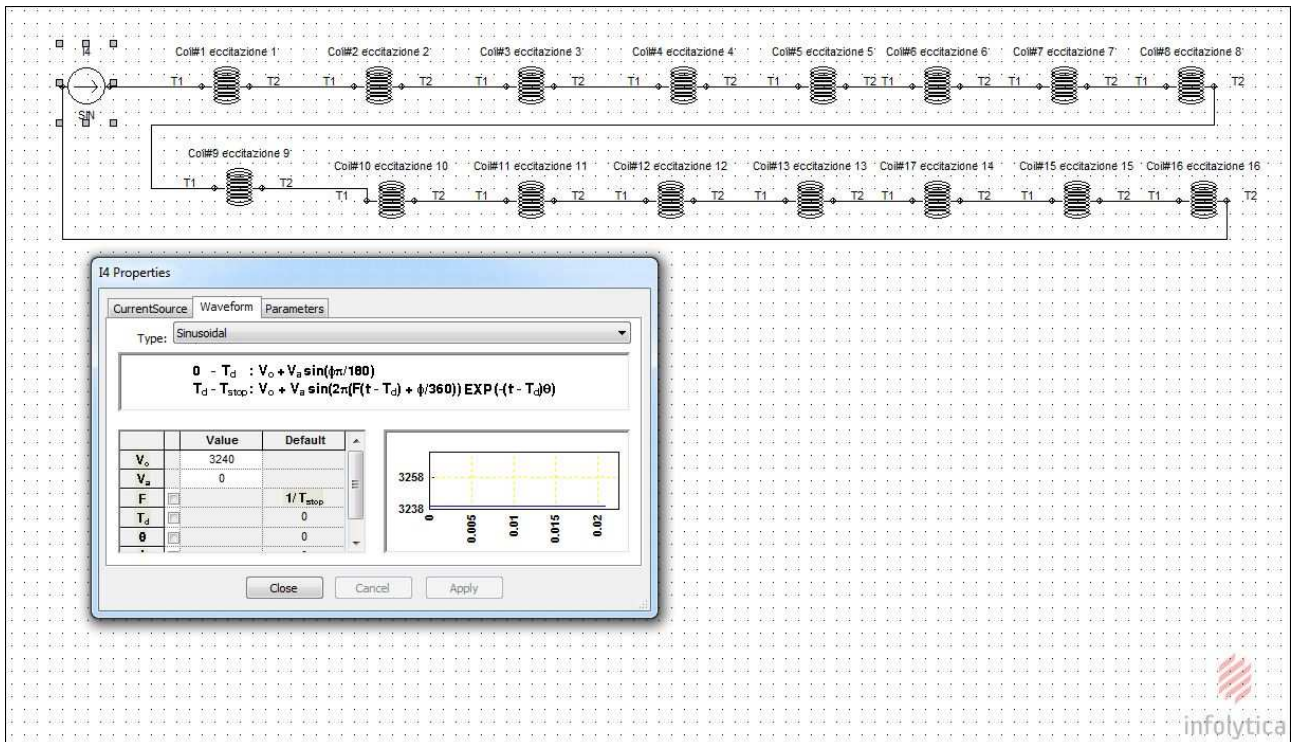 I4
Coil#1 eccitazione 1 Coil#2 eccitazione 2 Coil#3 eccitazione 3 Coil#4 eccitazione 4 Coil#5 eccitazione 5 Coil#6 eccitazione 6 Coil#7 eccitazione 7 Coil#8 eccitazione 8
T1 T2 T1 T2 T1 T2 T1 T2 T1 T2 T1 T2 T1 T2 T1 T2
SIN
Coil#9 eccitazione 9 Coil#10 eccitazione 10 Coil#11 eccitazione 11 Coil#12 eccitazione 12 Coil#13 eccitazione 13 Coil#17 eccitazione 14 Coil#15 eccitazione 15 Coil#16 eccitazione 16
T1 T2 T1 T2 T1 T2 T1 T2 T1 T2 T1 T2 T1 T2 T1 T2
I4 Properties
CurrentSource Waveform Parameters
Type: Sinusoidal
0 - Td : Vo + Va sin(ϕπ/180)
Td - Tstop : Vo + Va sin(2π(F(t - Td) + ϕ/360)) EXP(-(t - Td)θ)
Value Default
Vo 3240
Va 0
F 1/Tstop
Td 0
θ 0
3258
3238
0 0.005 0.01 0.015 0.02
Close Cancel Apply
infolytica